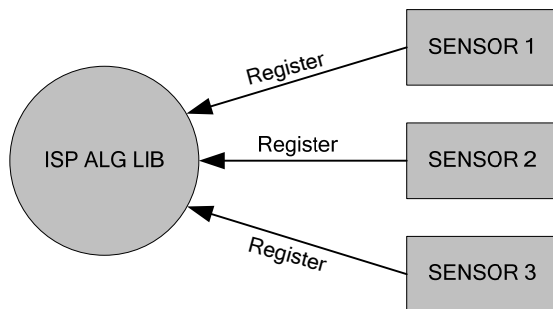 SENSOR 1
Register
ISP ALG LIB
Register
SENSOR 2
Register
SENSOR 3